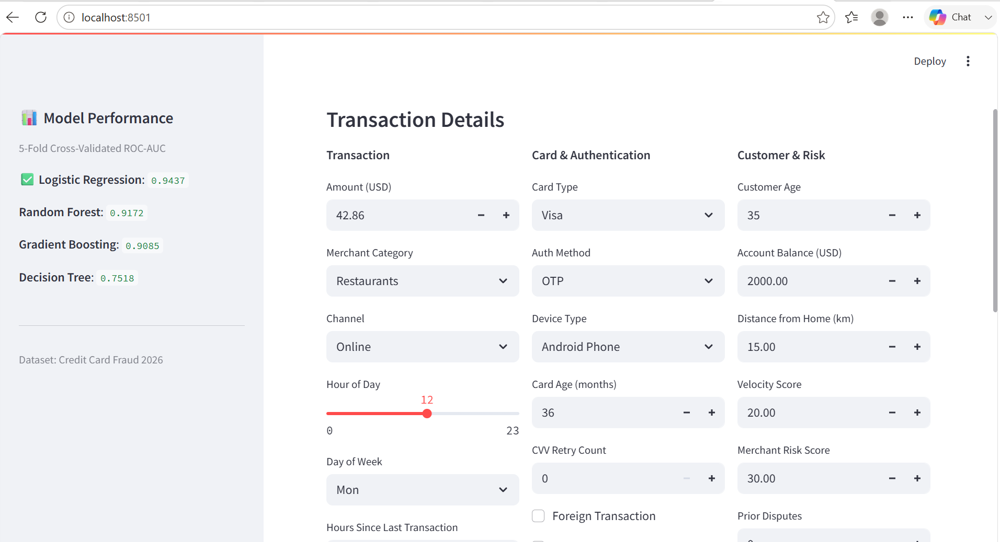 localhost:8501
Chat
Deploy
Model Performance
5-Fold Cross-Validated ROC-AUC
Logistic Regression: 0.9437
Random Forest: 0.9172
Gradient Boosting: 0.9085
Decision Tree: 0.7518
Dataset: Credit Card Fraud 2026
Transaction Details
Transaction
Amount (USD)
42.86
Merchant Category
Restaurants
Channel
Online
Hour of Day
12
0
23
Day of Week
Mon
Hours Since Last Transaction
Card & Authentication
Card Type
Visa
Auth Method
OTP
Device Type
Android Phone
Card Age (months)
36
CVV Retry Count
0
Foreign Transaction
Customer & Risk
Customer Age
35
Account Balance (USD)
2000.00
Distance from Home (km)
15.00
Velocity Score
20.00
Merchant Risk Score
30.00
Prior Disputes